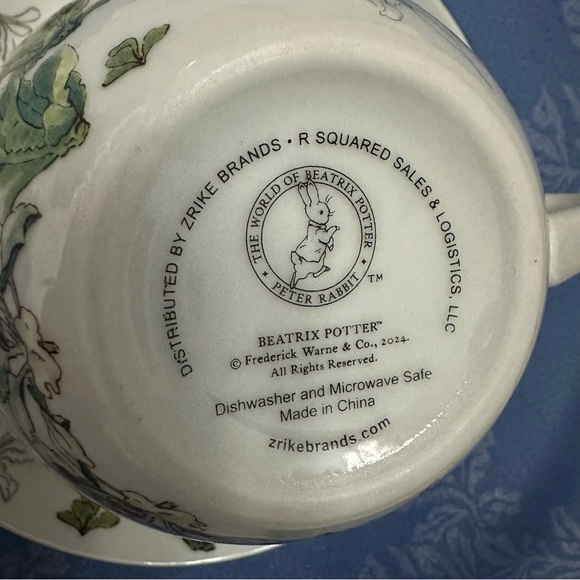 DISTRIBUTED BY ZRIKE BRANDS • R SQUARED SALES & LOGISTICS, LLC
THE WORLD OF BEATRIX POTTER
✦ PETER RABBIT ✦ TM
BEATRIX POTTER™
© Frederick Warne & Co., 2024.
All Rights Reserved.
Dishwasher and Microwave Safe
Made in China
zrikebrands.com